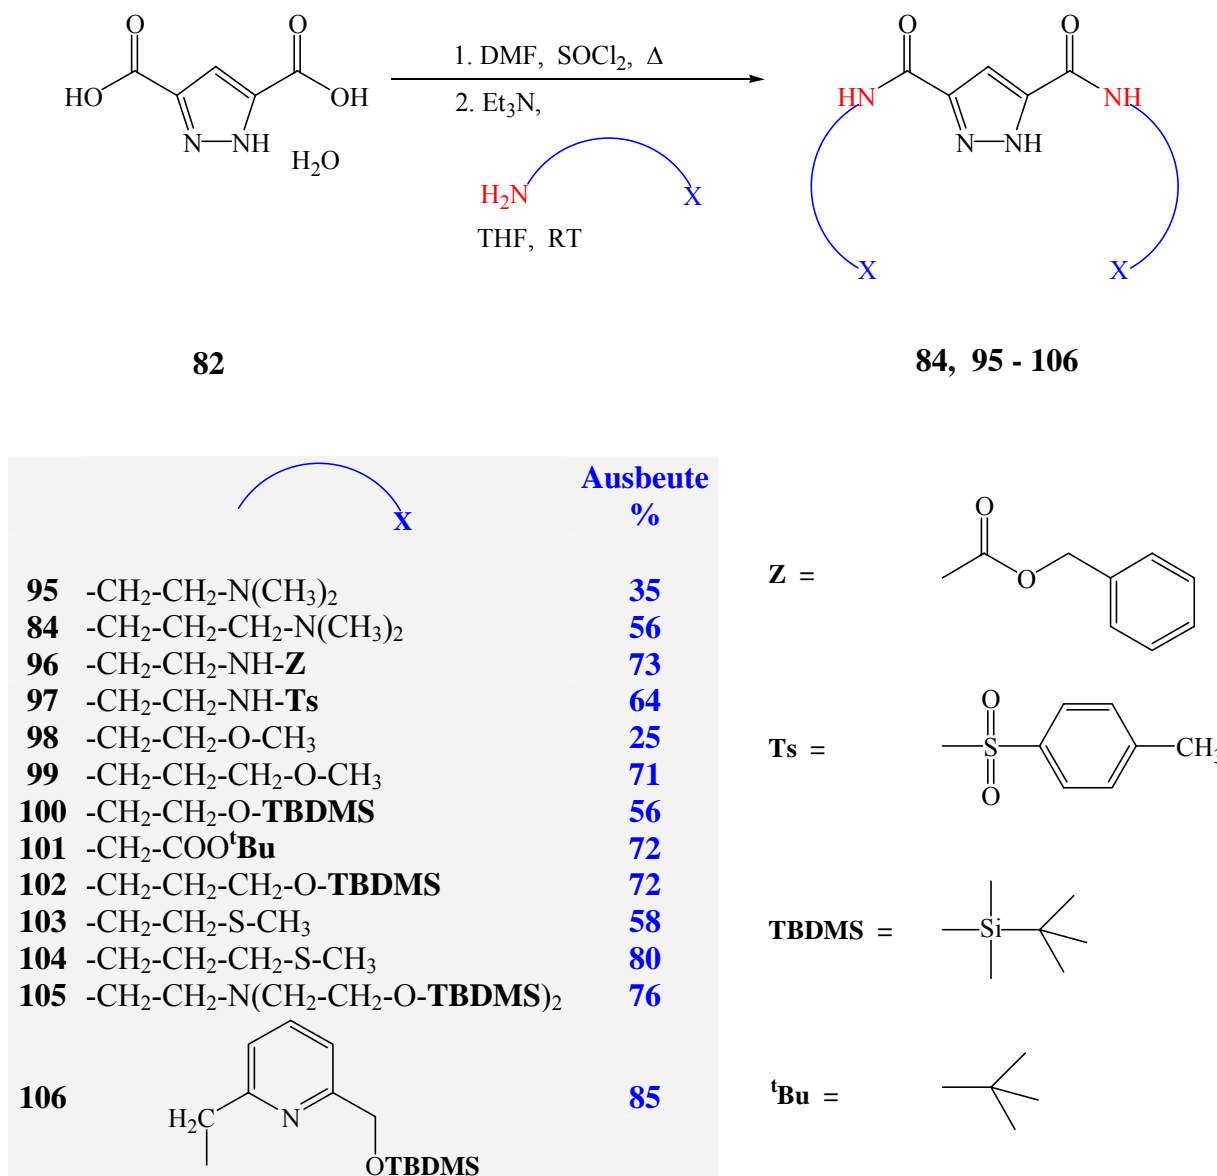 O
O
HO
OH
N
NH
H₂O
1. DMF, SOCl₂, Δ
2. Et₃N,
H₂N
X
THF, RT
O
O
HN
NH
N
NH
X
X
82
84, 95 - 106
X
Ausbeute
%
95 -CH₂-CH₂-N(CH₃)₂ 35
84 -CH₂-CH₂-CH₂-N(CH₃)₂ 56
96 -CH₂-CH₂-NH-Z 73
97 -CH₂-CH₂-NH-Ts 64
98 -CH₂-CH₂-O-CH₃ 25
99 -CH₂-CH₂-CH₂-O-CH₃ 71
100 -CH₂-CH₂-O-TBDMS 56
101 -CH₂-COOᵗBu 72
102 -CH₂-CH₂-CH₂-O-TBDMS 72
103 -CH₂-CH₂-S-CH₃ 58
104 -CH₂-CH₂-CH₂-S-CH₃ 80
105 -CH₂-CH₂-N(CH₂-CH₂-O-TBDMS)₂ 76
106 85
H₂C
N
OTBDMS
Z =
O
O
Ts =
O
S
O
CH₃
TBDMS =
Si
ᵗBu =